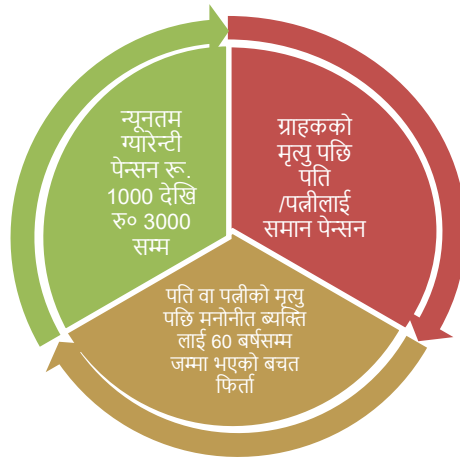 न्यूनतम
ग्यारेन्टी
पेन्सन रू.
1000 देखि
रु० 3000
सम्म
ग्राहकको
मृत्यु पछि
पति
/पत्नीलाई
समान पेन्सन
पति वा पत्नीको मृत्यु
पछि मनोनीत ब्यक्ति
लाई 60 बर्षसम्म
जम्मा भएको बचत
फिर्ता